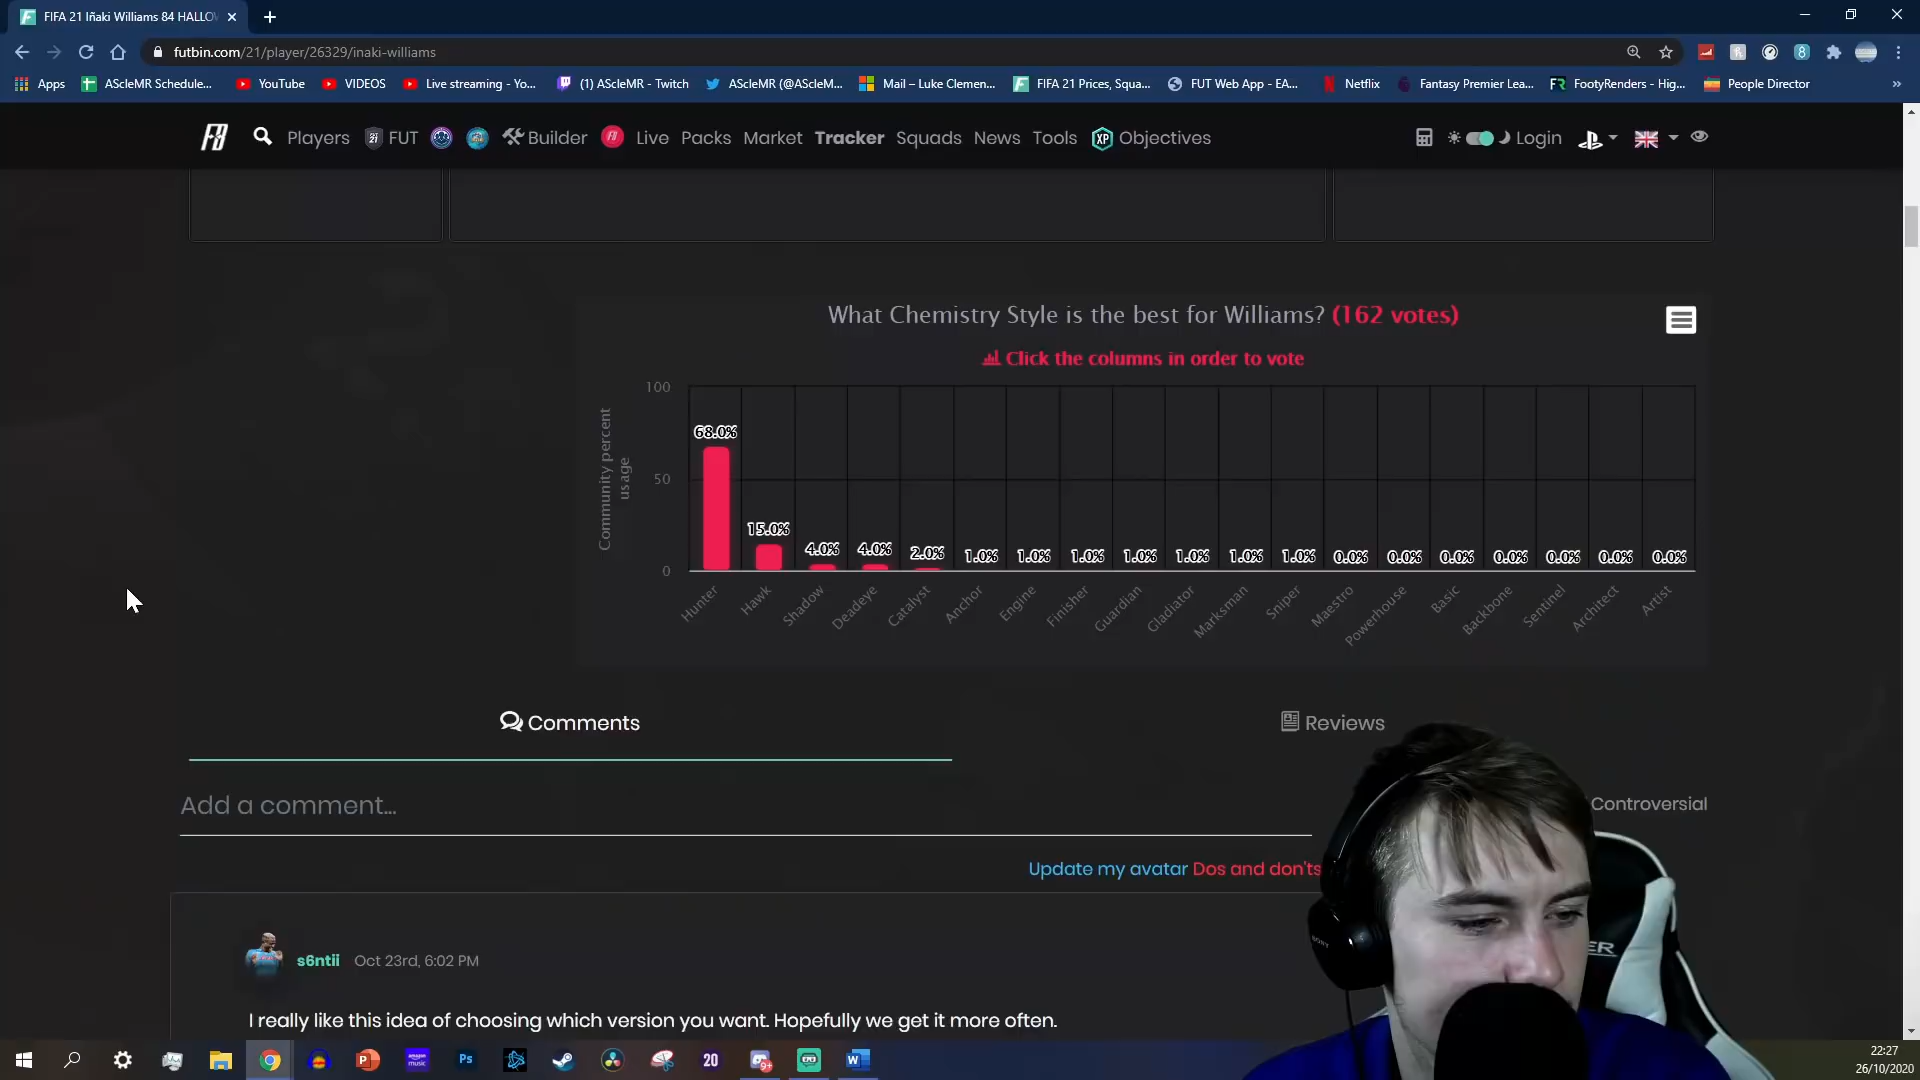 FIFA 21 Iñaki Williams 84 HALLOV
futbin.com/21/player/26329/inaki-williams
Apps AScleMR Schedule... YouTube VIDEOS Live streaming - Yo... (1) AScleMR - Twitch AScleMR (@AScleM... Mail – Luke Clemen... FIFA 21 Prices, Squa... FUT Web App - EA... Netflix Fantasy Premier Lea... FootyRenders - Hig... People Director
Players FUT Builder Live Packs Market Tracker Squads News Tools XP Objectives Login
What Chemistry Style is the best for Williams? (162 votes)
Click the columns in order to vote
Community percent usage
100
50
0
68.0% 15.0% 4.0% 4.0% 2.0% 1.0% 1.0% 1.0% 1.0% 1.0% 1.0% 1.0% 0.0% 0.0% 0.0% 0.0% 0.0% 0.0% 0.0%
Hunter Hawk Shadow Deadeye Catalyst Anchor Engine Finisher Guardian Gladiator Marksman Sniper Maestro Powerhouse Basic Backbone Sentinel Architect Artist
Comments Reviews
Add a comment... Controversial
Update my avatar Dos and don'ts
s6ntii Oct 23rd, 6:02 PM
I really like this idea of choosing which version you want. Hopefully we get it more often.
SONY
22:27
26/10/2020